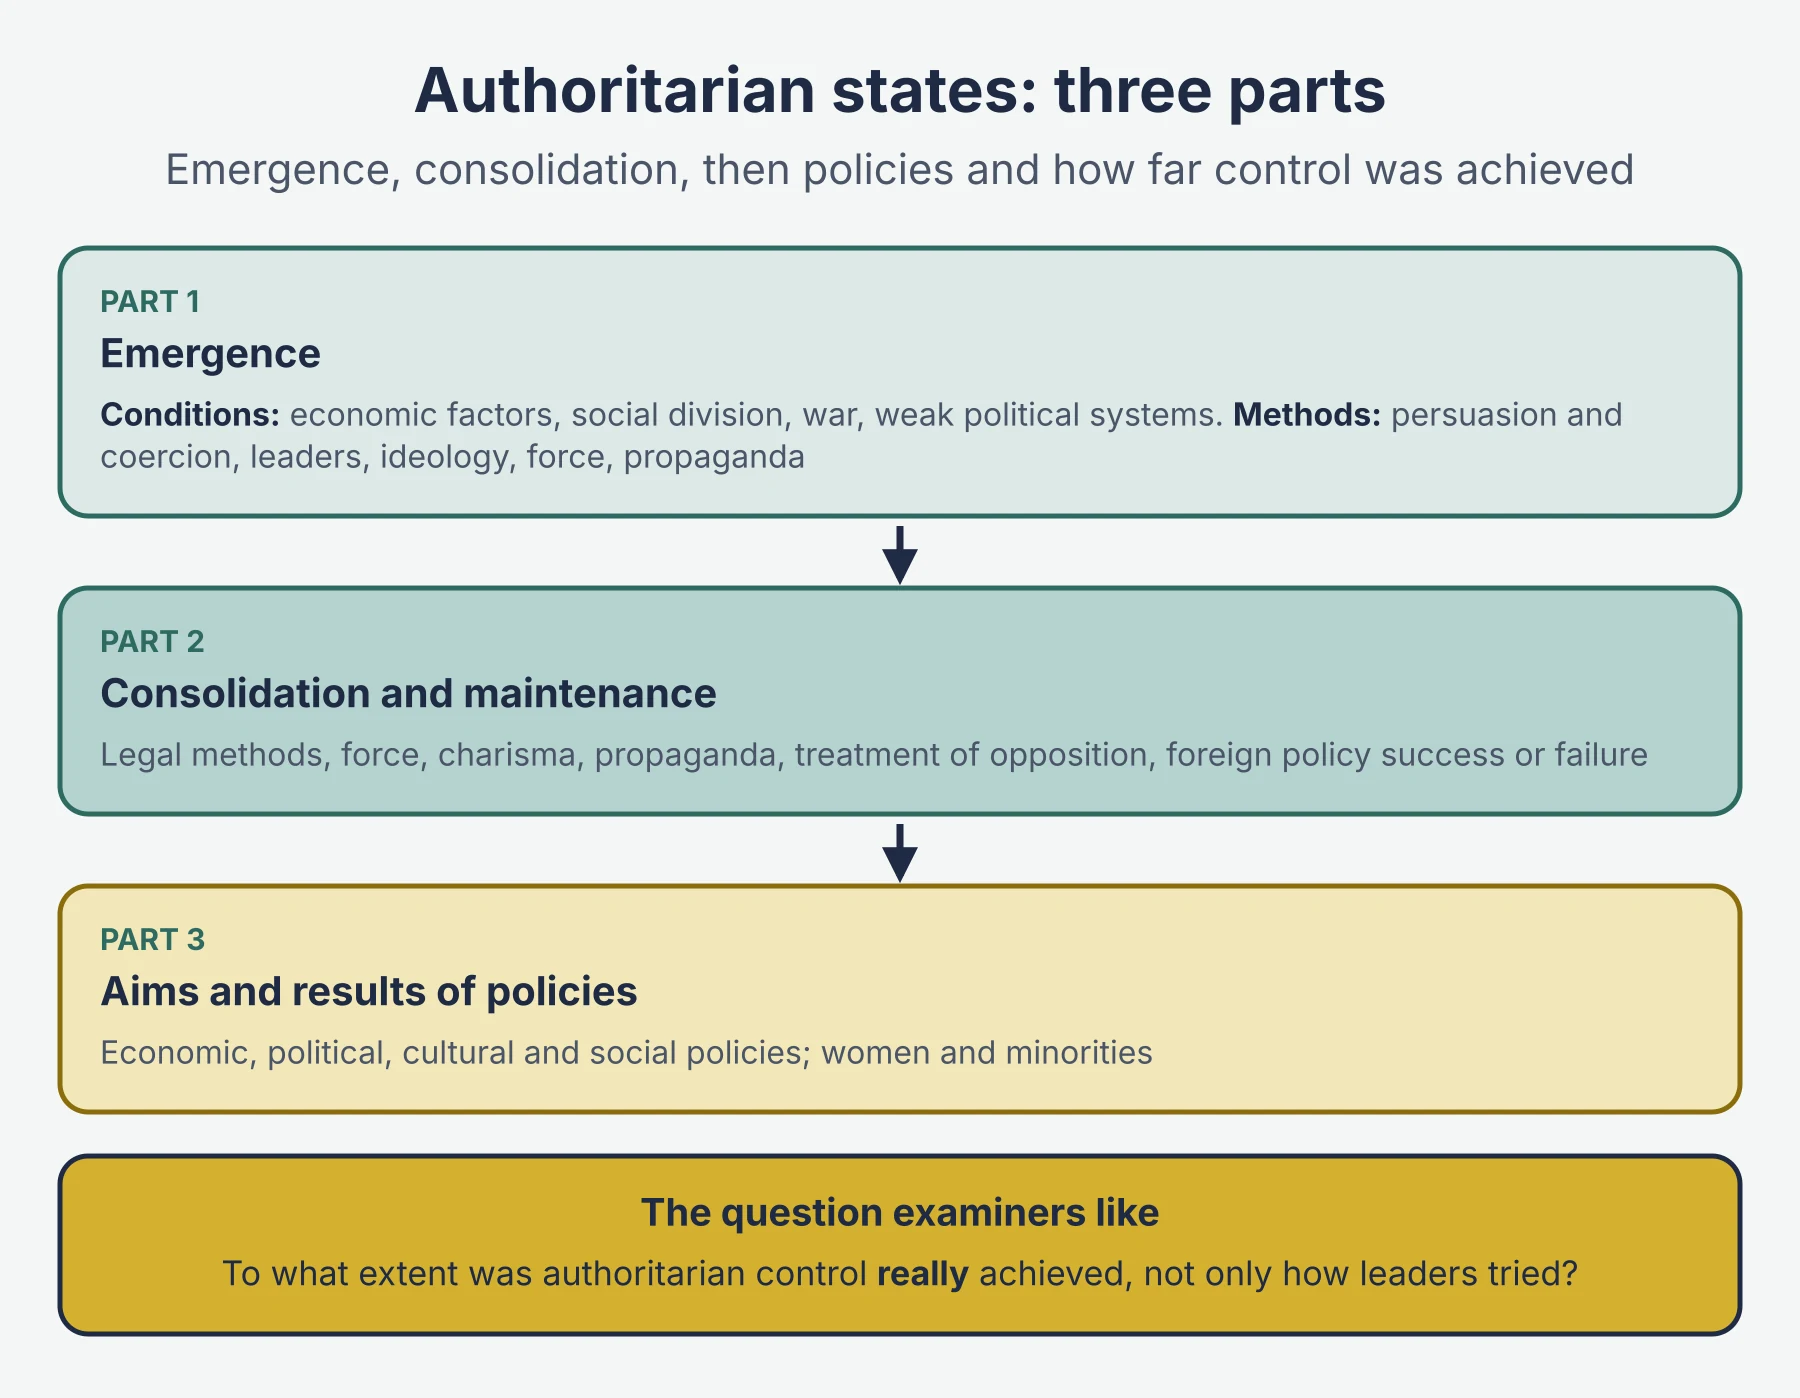 Authoritarian states: three parts
Emergence, consolidation, then policies and how far control was achieved
PART 1
Emergence
Conditions: economic factors, social division, war, weak political systems. Methods: persuasion and
coercion, leaders, ideology, force, propaganda
PART 2
Consolidation and maintenance
Legal methods, force, charisma, propaganda, treatment of opposition, foreign policy success or failure
PART 3
Aims and results of policies
Economic, political, cultural and social policies; women and minorities
The question examiners like
To what extent was authoritarian control really achieved, not only how leaders tried?